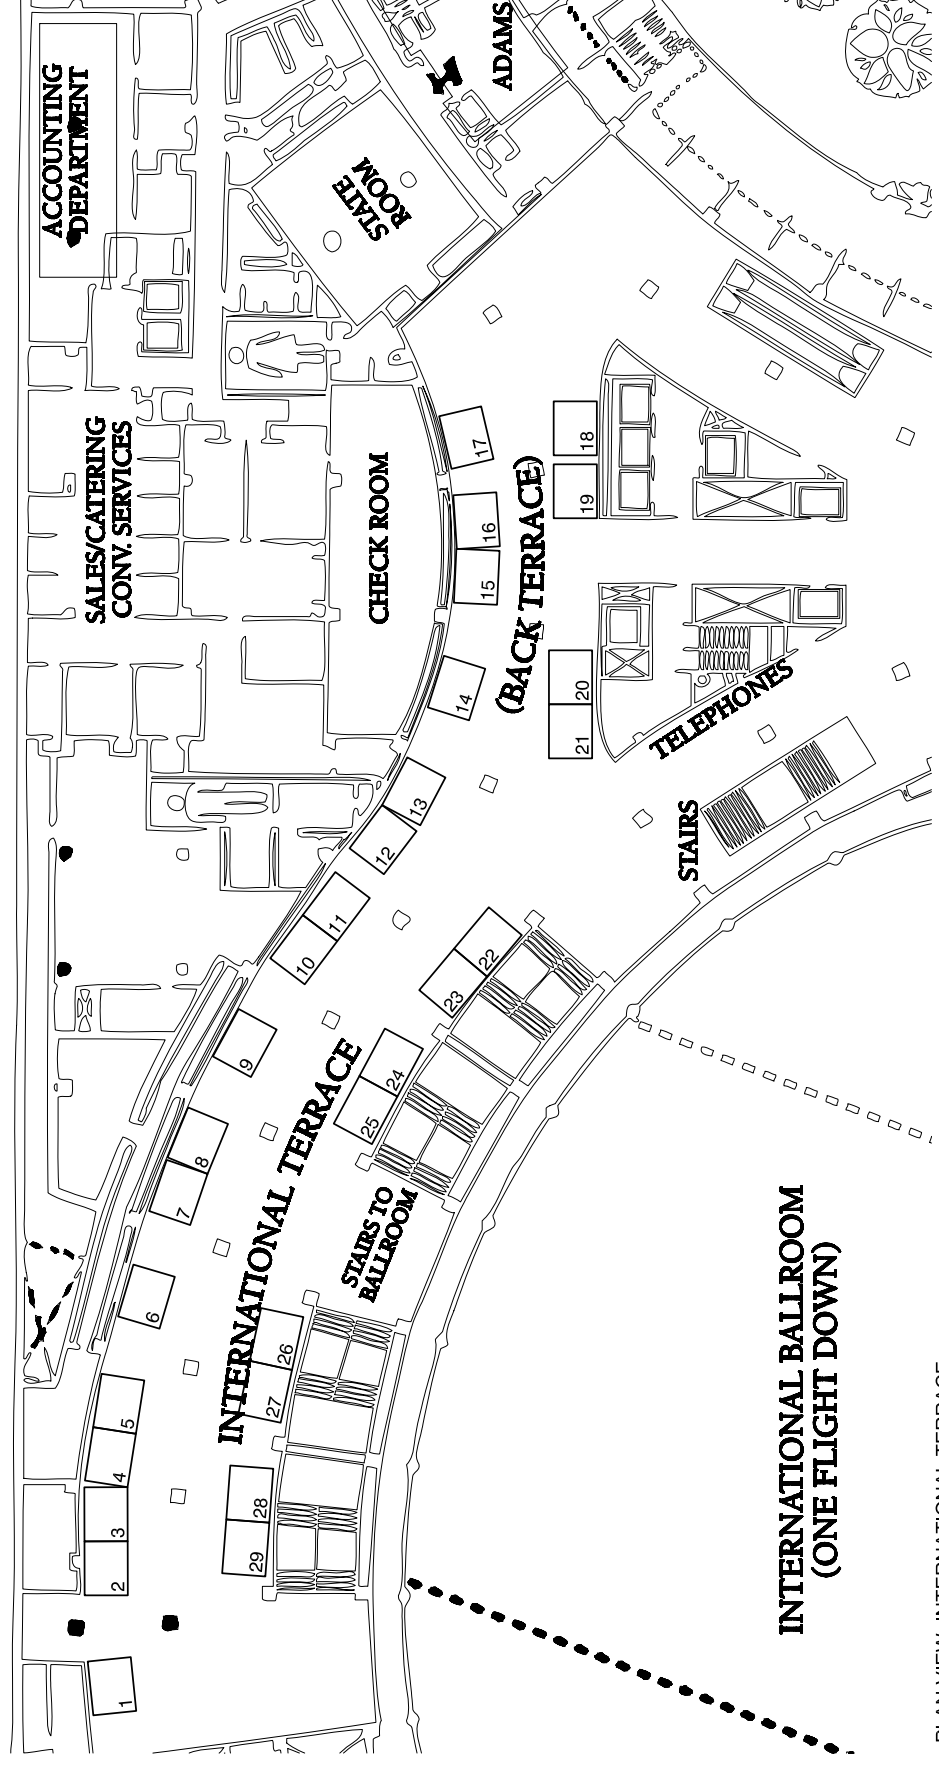 ACCOUNTING
DEPARTMENT
ADAMS
STATE
ROOM
SALES/CATERING
CONV. SERVICES
CHECK ROOM
(BACK TERRACE)
TELEPHONES
STAIRS
INTERNATIONAL TERRACE
STAIRS TO
BALLROOM
INTERNATIONAL BALLROOM
(ONE FLIGHT DOWN)
1
2
3
4
5
6
7
8
9
10
11
12
13
14
15
16
17
18
19
20
21
22
23
24
25
26
27
28
29